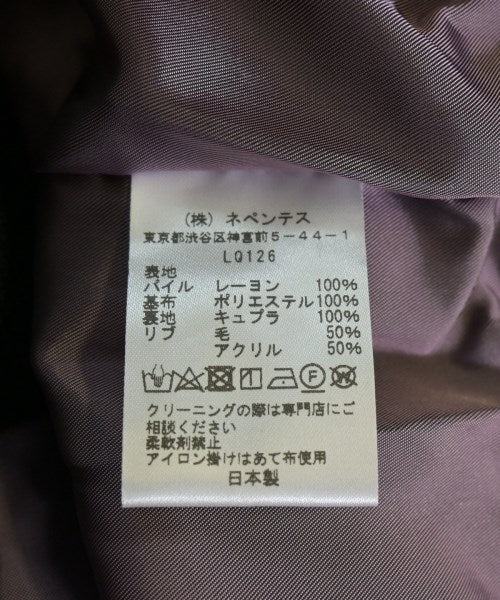 (株) ネペンテス
東京都渋谷区神宮前5-44-1
LQ126
表地
パイル レーヨン 100%
基布 ポリエステル 100%
裏地 キュプラ 100%
リブ 毛 50%
アクリル 50%
クリーニングの際は専門店にご
相談ください
柔軟剤禁止
アイロン掛けはあて布使用
日本製